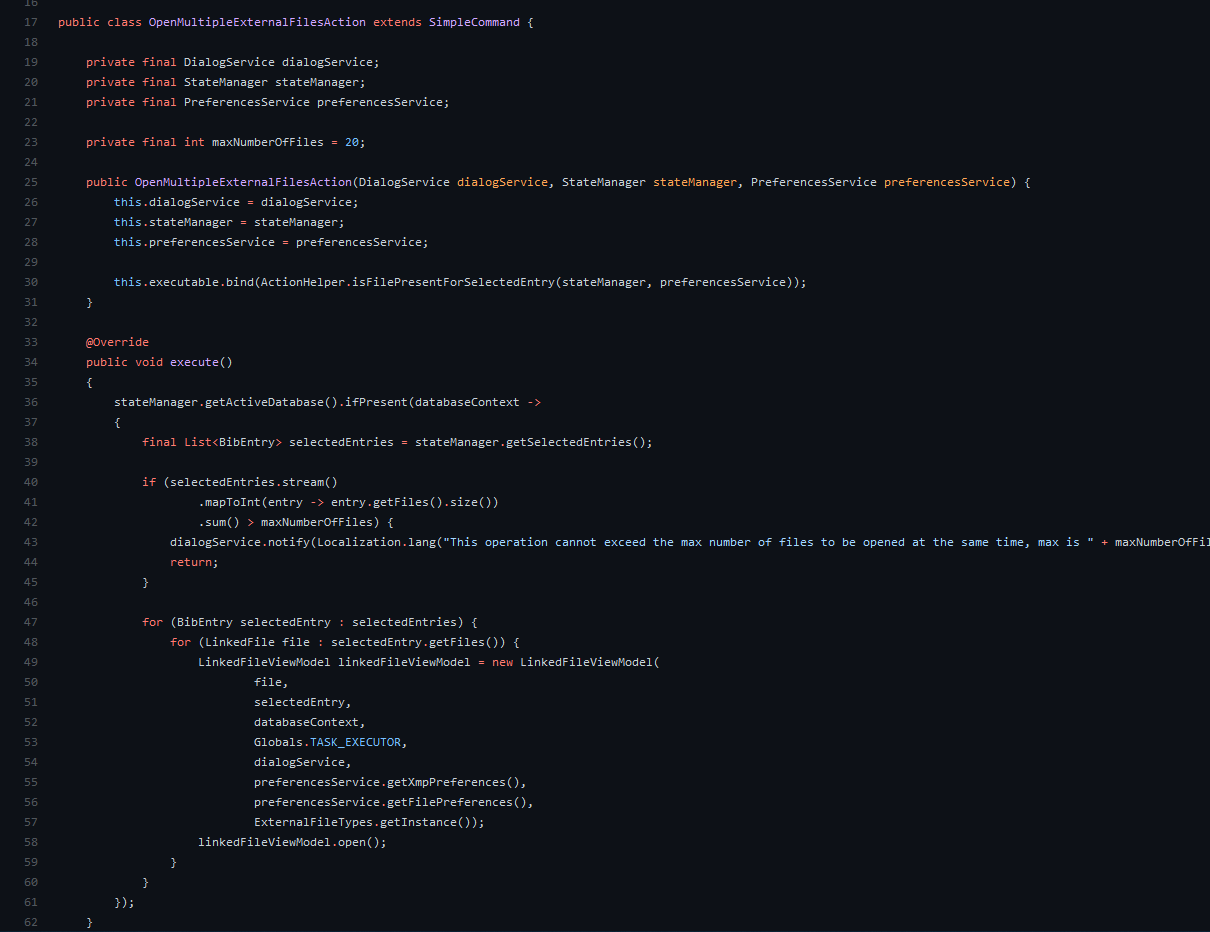 16
17 public class OpenMultipleExternalFilesAction extends SimpleCommand {
18
19     private final DialogService dialogService;
20     private final StateManager stateManager;
21     private final PreferencesService preferencesService;
22
23     private final int maxNumberOfFiles = 20;
24
25     public OpenMultipleExternalFilesAction(DialogService dialogService, StateManager stateManager, PreferencesService preferencesService) {
26         this.dialogService = dialogService;
27         this.stateManager = stateManager;
28         this.preferencesService = preferencesService;
29
30         this.executable.bind(ActionHelper.isFilePresentForSelectedEntry(stateManager, preferencesService));
31     }
32
33     @Override
34     public void execute()
35     {
36         stateManager.getActiveDatabase().ifPresent(databaseContext ->
37         {
38             final List<BibEntry> selectedEntries = stateManager.getSelectedEntries();
39
40             if (selectedEntries.stream()
41                     .mapToInt(entry -> entry.getFiles().size())
42                     .sum() > maxNumberOfFiles) {
43                 dialogService.notify(Localization.lang("This operation cannot exceed the max number of files to be opened at the same time, max is " + maxNumberOfFil
44                 return;
45             }
46
47             for (BibEntry selectedEntry : selectedEntries) {
48                 for (LinkedFile file : selectedEntry.getFiles()) {
49                     LinkedFileViewModel linkedFileViewModel = new LinkedFileViewModel(
50                             file,
51                             selectedEntry,
52                             databaseContext,
53                             Globals.TASK_EXECUTOR,
54                             dialogService,
55                             preferencesService.getXmpPreferences(),
56                             preferencesService.getFilePreferences(),
57                             ExternalFileTypes.getInstance());
58                     linkedFileViewModel.open();
59                 }
60             }
61         });
62     }